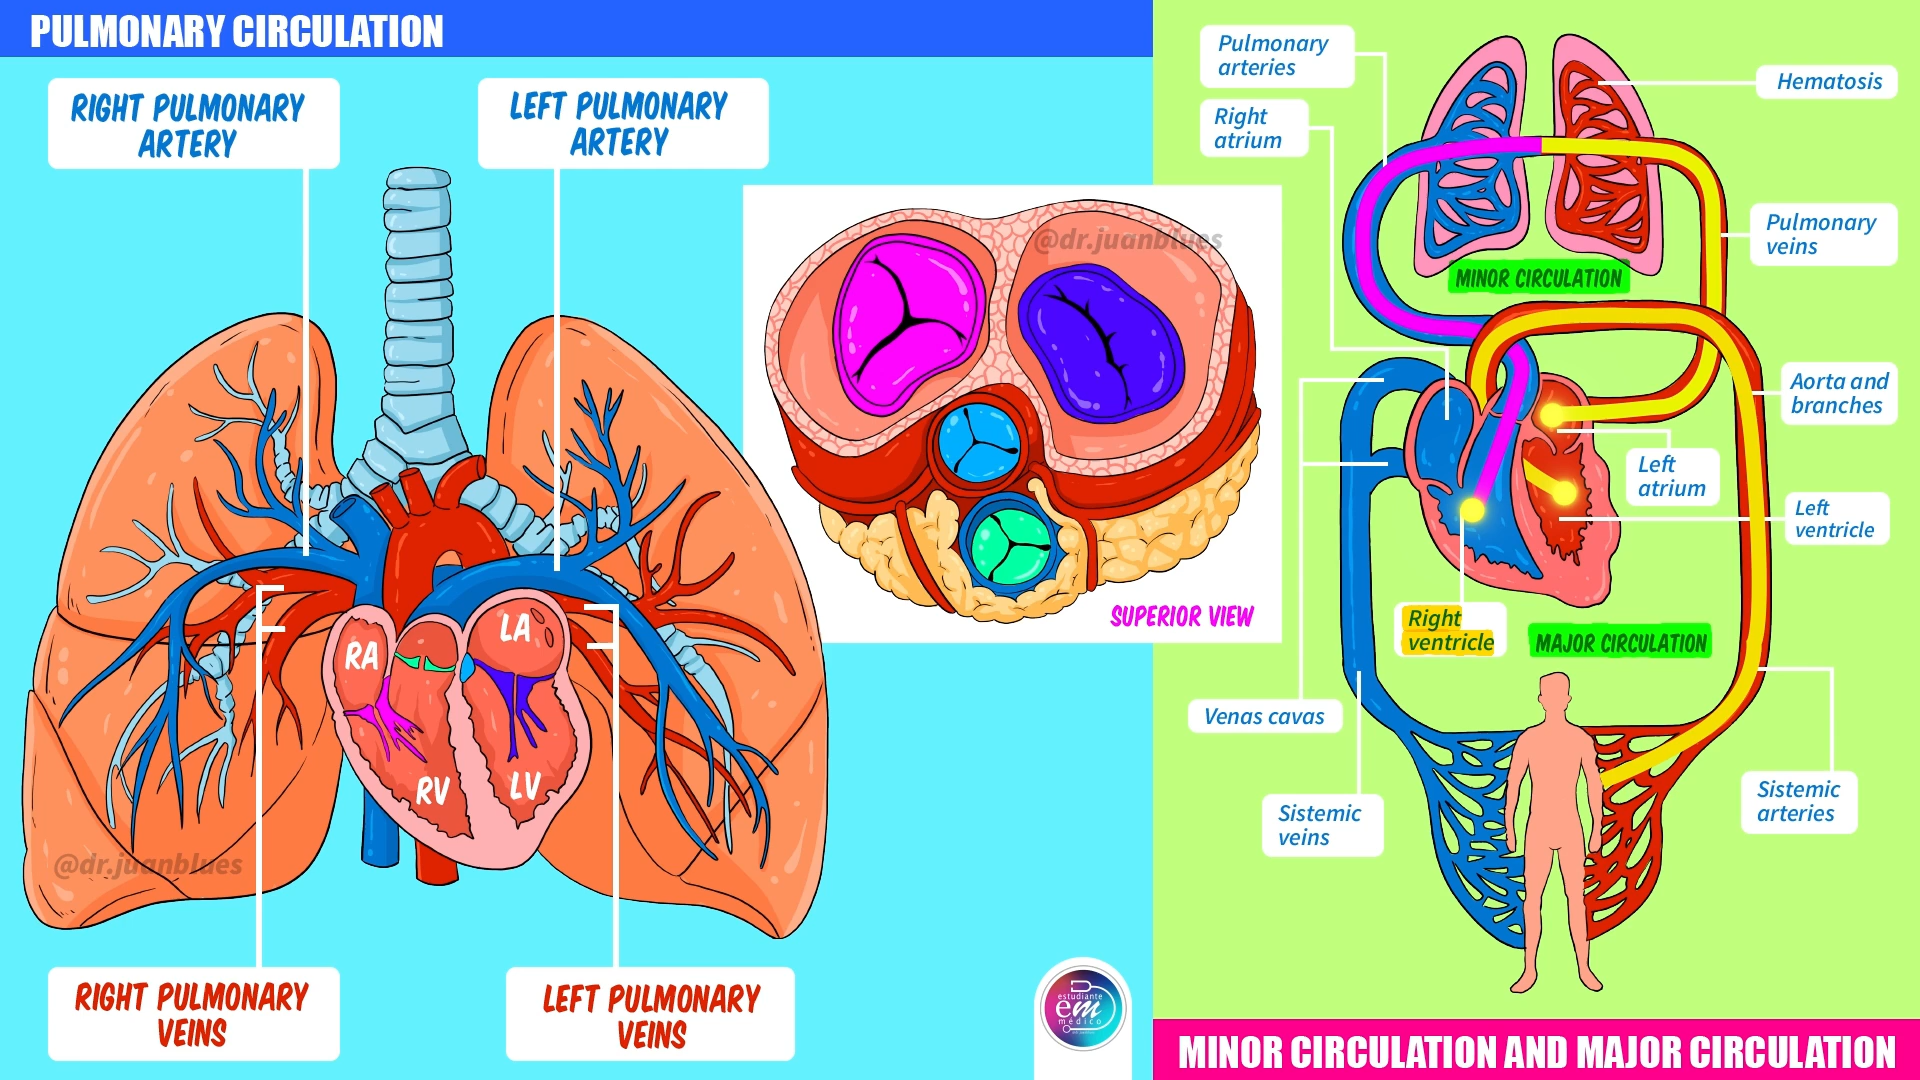 PULMONARY CIRCULATION
RIGHT PULMONARY
ARTERY
LEFT PULMONARY
ARTERY
RA
LA
RV
LV
@dr.juanblues
RIGHT PULMONARY
VEINS
LEFT PULMONARY
VEINS
@dr.juanblues
SUPERIOR VIEW
estudiante
em
médico
Pulmonary
arteries
Right
atrium
Hematosis
Pulmonary
veins
MINOR CIRCULATION
Aorta and
branches
Left
atrium
Left
ventricle
Right
ventricle
MAJOR CIRCULATION
Venas cavas
Sistemic
veins
Sistemic
arteries
MINOR CIRCULATION AND MAJOR CIRCULATION